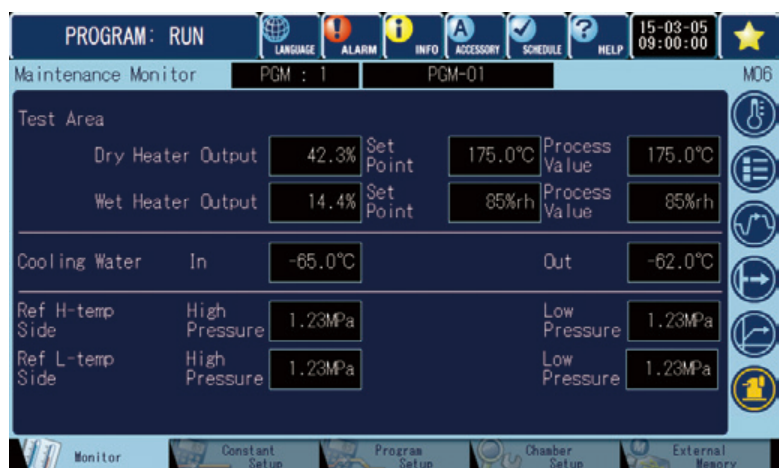 PROGRAM: RUN
LANGUAGE
ALARM
INFO
ACCESSORY
SCHEDULE
HELP
15-03-05
09:00:00
Maintenance Monitor
PGM : 1
PGM-01
M06
Test Area
Dry Heater Output 42.3% Set Point 175.0°C Process Value 175.0°C
Wet Heater Output 14.4% Set Point 85%rh Process Value 85%rh
Cooling Water In -65.0°C Out -62.0°C
Ref H-temp Side High Pressure 1.23MPa Low Pressure 1.23MPa
Ref L-temp Side High Pressure 1.23MPa Low Pressure 1.23MPa
Monitor
Constant Setup
Program Setup
Chamber Setup
External Memory